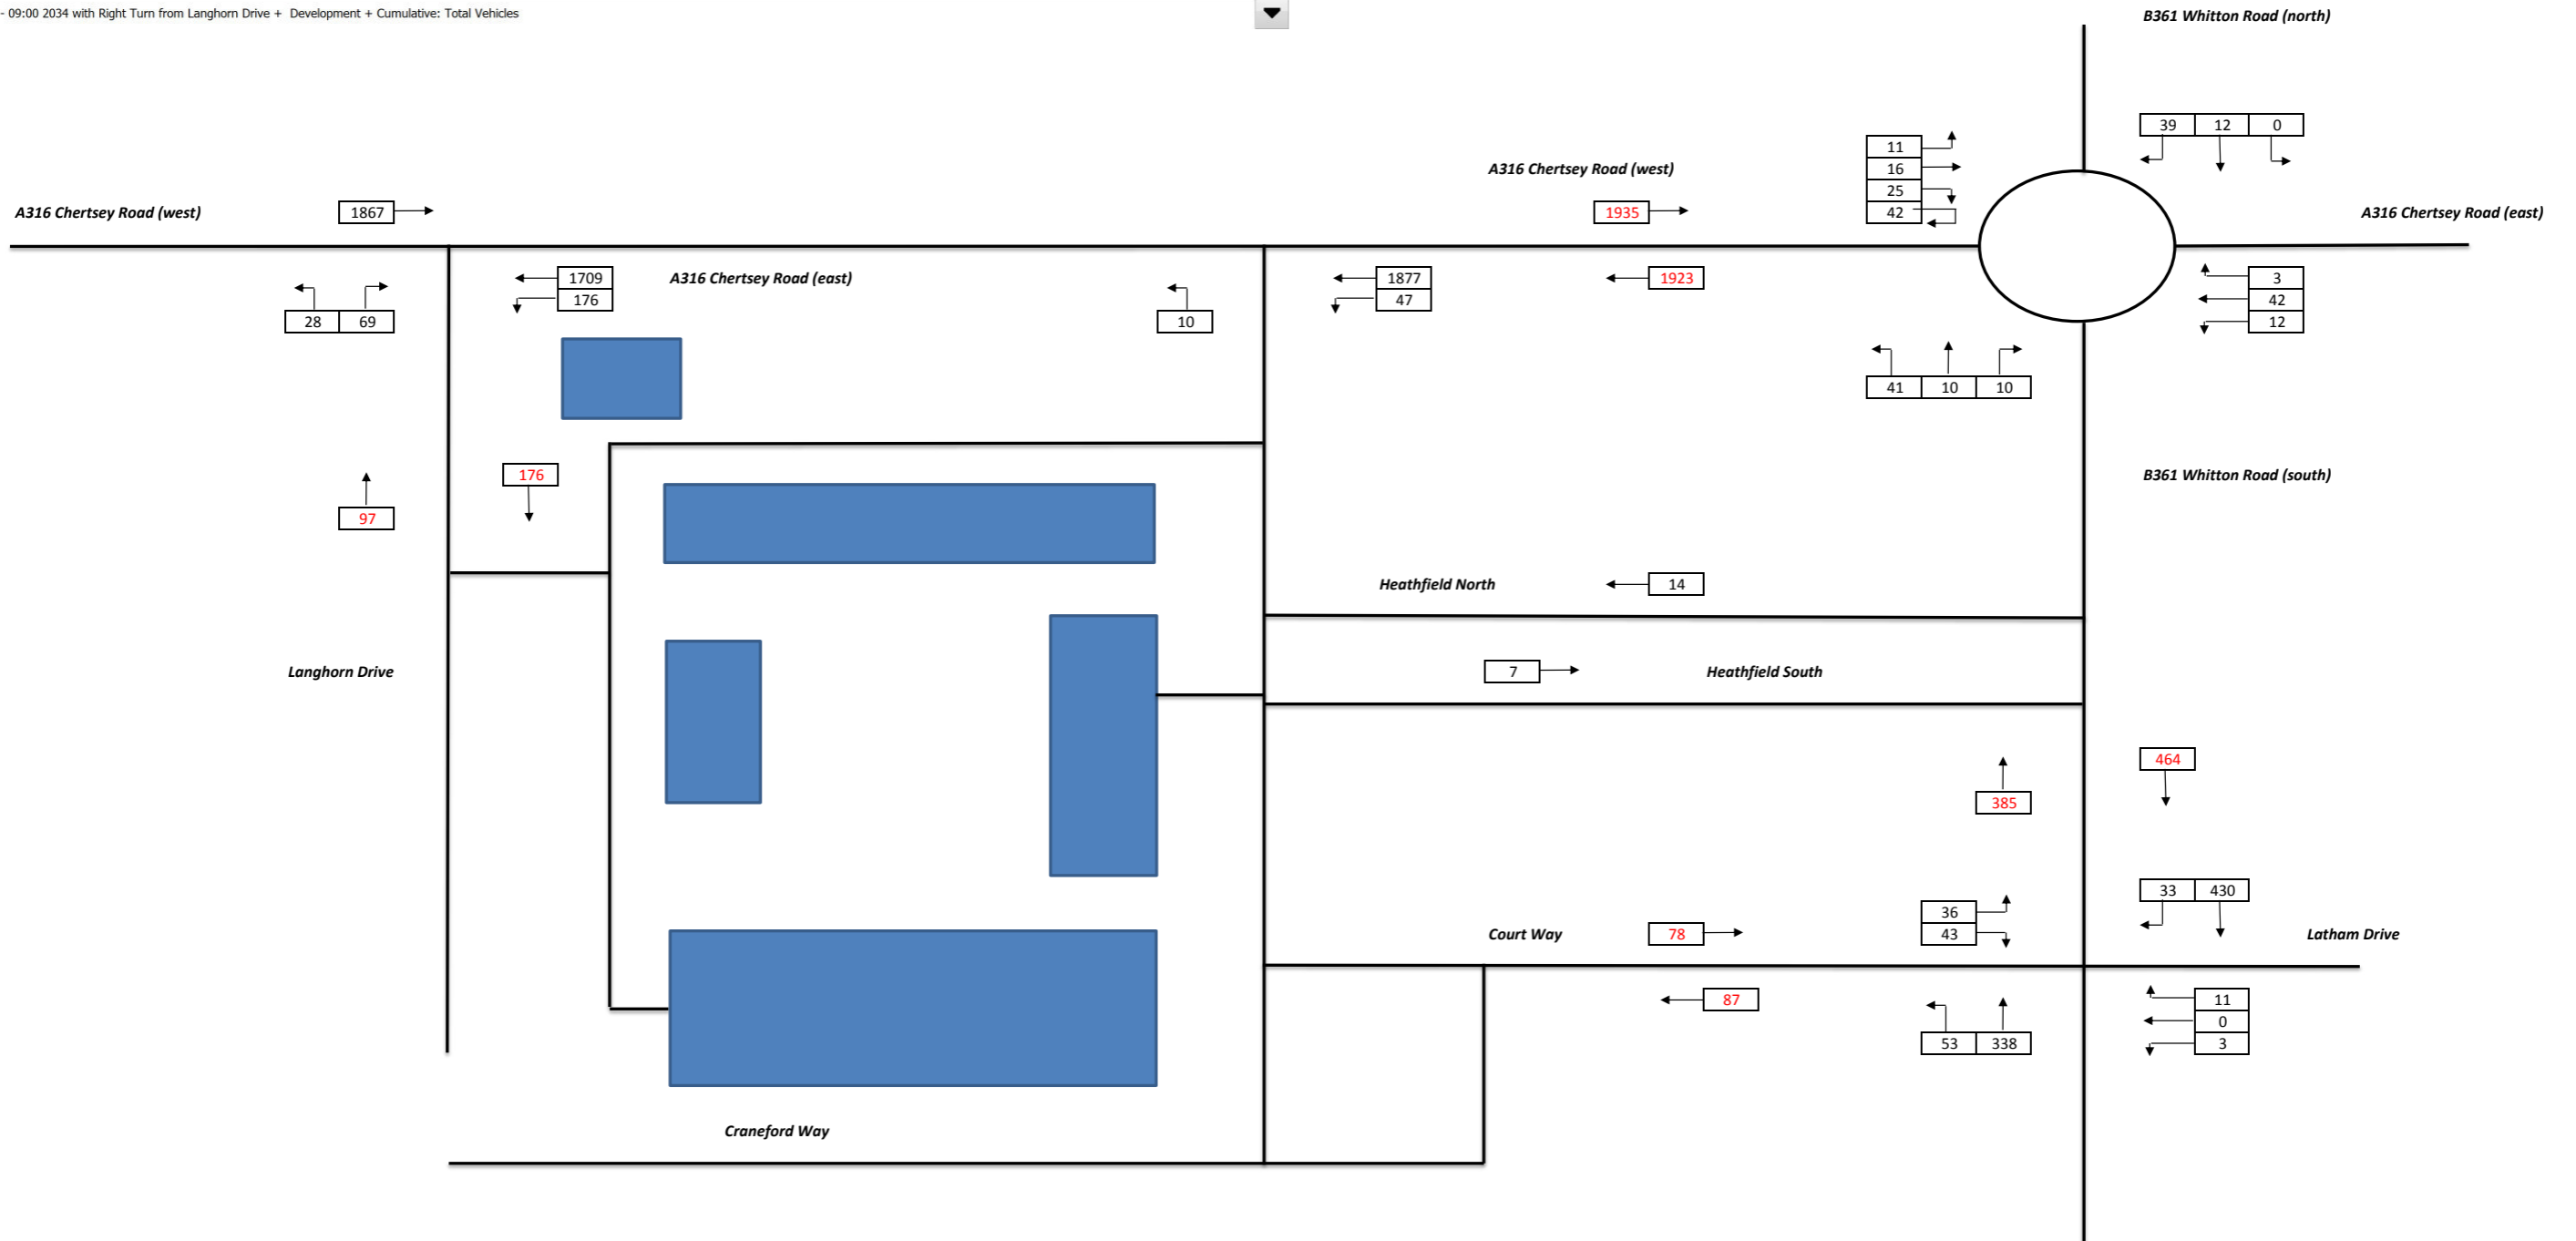 - 09:00 2034 with Right Turn from Langhorn Drive + Development + Cumulative: Total Vehicles
B361 Whitton Road (north)
39 12 0
11
16
25
42
A316 Chertsey Road (west)
A316 Chertsey Road (west)
1867
1935
A316 Chertsey Road (east)
1709
176
A316 Chertsey Road (east)
1877
47
1923
3
42
12
28 69
10
41 10 10
176
97
B361 Whitton Road (south)
Heathfield North
14
Langhorn Drive
7
Heathfield South
464
385
33 430
36
43
Court Way
78
Latham Drive
87
53 338
11
0
3
Craneford Way